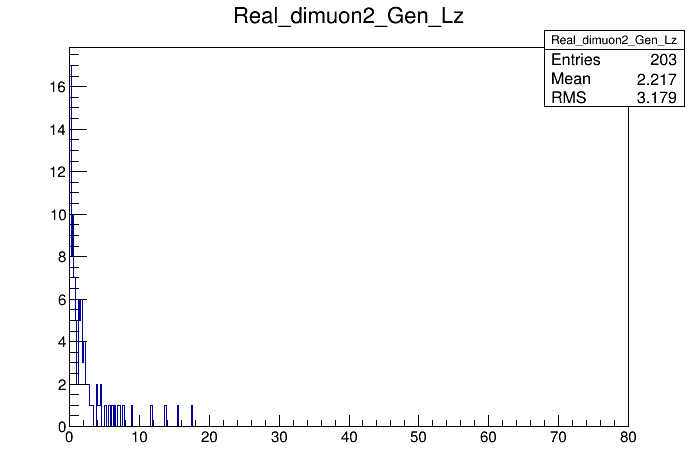 Real_dimuon2_Gen_Lz
Real_dimuon2_Gen_Lz
Entries 203
Mean 2.217
RMS 3.179
16
14
12
10
8
6
4
2
0
0 10 20 30 40 50 60 70 80